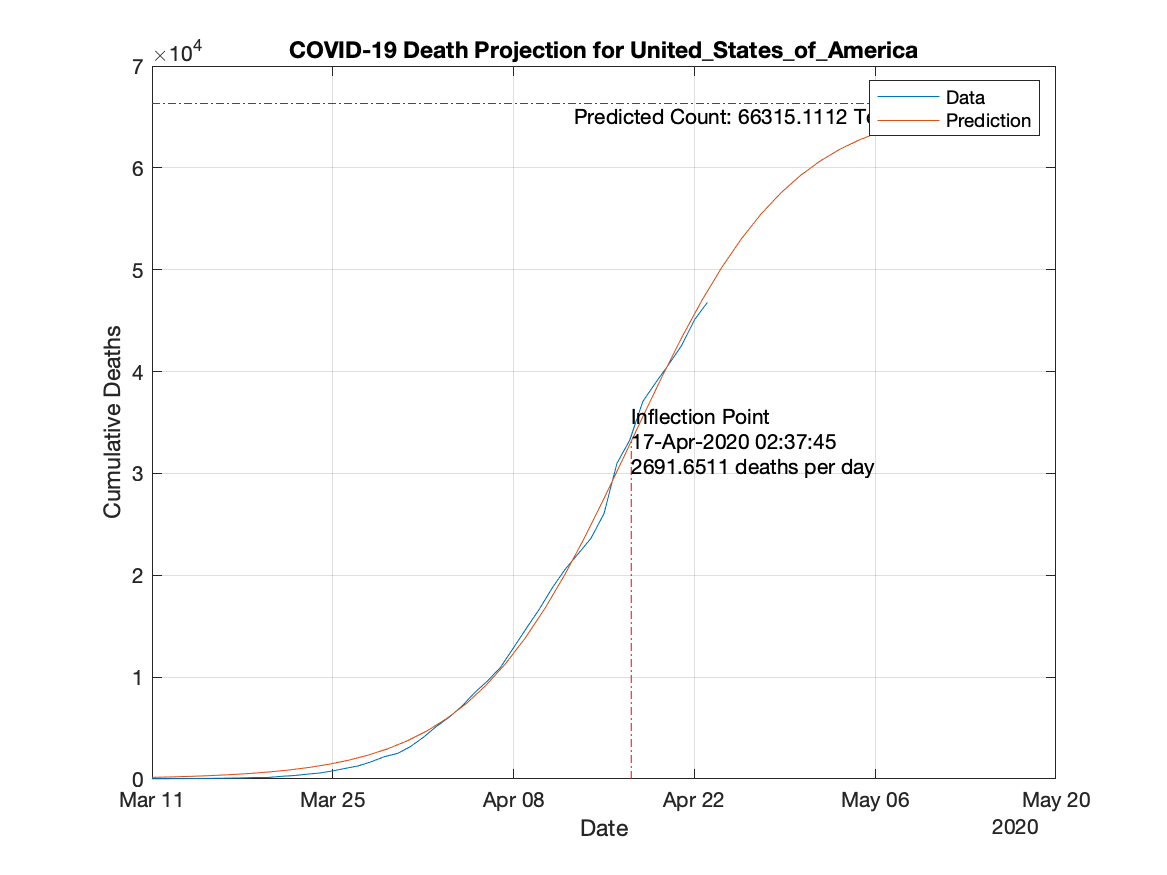 COVID-19 Death Projection for United_States_of_America
×10⁴
7
6
5
4
3
2
1
0
Cumulative Deaths
Predicted Count: 66315.1112
Data
Prediction
Inflection Point
17-Apr-2020 02:37:45
2691.6511 deaths per day
Mar 11
Mar 25
Apr 08
Apr 22
May 06
May 20
Date
2020